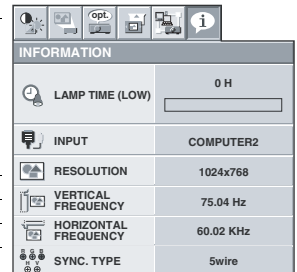 opt.
i
INFORMATION
LAMP TIME (LOW)
0 H
INPUT
COMPUTER2
RESOLUTION
1024x768
VERTICAL
FREQUENCY
75.04 Hz
HORIZONTAL
FREQUENCY
60.02 KHz
R G B
H V
SYNC. TYPE
5wire